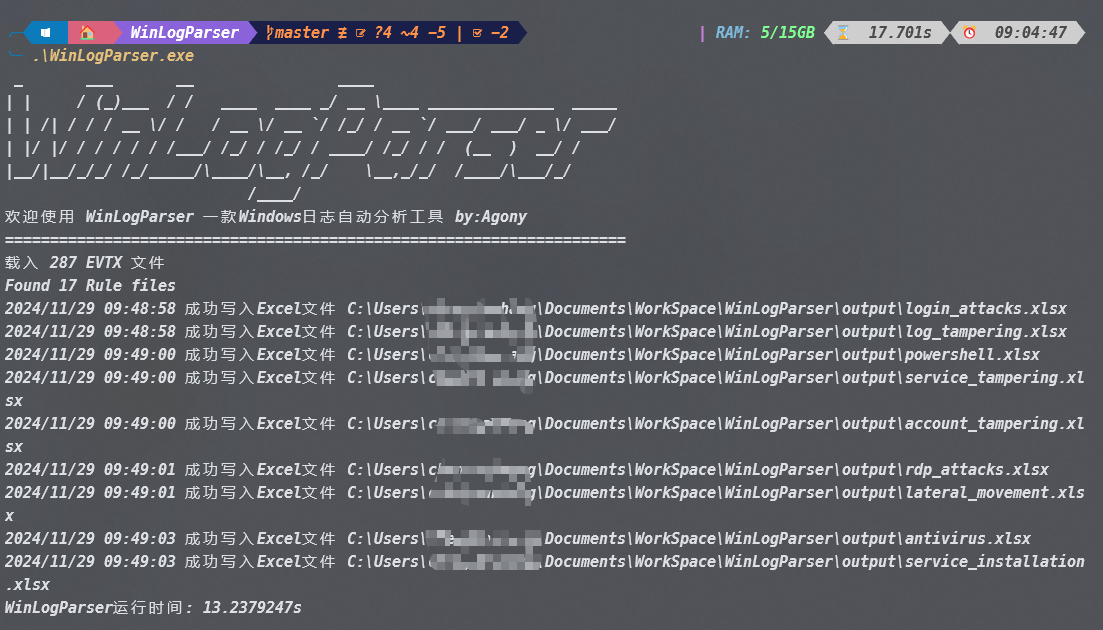 WinLogParser master ≢ ?4 ~4 -5 | -2 | RAM: 5/15GB 17.701s 09:04:47
.\WinLogParser.exe
WinLogParser
欢迎使用 WinLogParser 一款Windows日志自动分析工具 by:Agony
=====================================================================
载入 287 EVTX 文件
Found 17 Rule files
2024/11/29 09:48:58 成功写入Excel文件 C:\Users\ \Documents\WorkSpace\WinLogParser\output\login_attacks.xlsx
2024/11/29 09:48:58 成功写入Excel文件 C:\Users\ \Documents\WorkSpace\WinLogParser\output\log_tampering.xlsx
2024/11/29 09:49:00 成功写入Excel文件 C:\Users\ \Documents\WorkSpace\WinLogParser\output\powershell.xlsx
2024/11/29 09:49:00 成功写入Excel文件 C:\Users\ \Documents\WorkSpace\WinLogParser\output\service_tampering.xl
sx
2024/11/29 09:49:00 成功写入Excel文件 C:\Users\ \Documents\WorkSpace\WinLogParser\output\account_tampering.xl
sx
2024/11/29 09:49:01 成功写入Excel文件 C:\Users\ \Documents\WorkSpace\WinLogParser\output\rdp_attacks.xlsx
2024/11/29 09:49:01 成功写入Excel文件 C:\Users\ \Documents\WorkSpace\WinLogParser\output\lateral_movement.xls
x
2024/11/29 09:49:03 成功写入Excel文件 C:\Users\ \Documents\WorkSpace\WinLogParser\output\antivirus.xlsx
2024/11/29 09:49:03 成功写入Excel文件 C:\Users\ \Documents\WorkSpace\WinLogParser\output\service_installation
.xlsx
WinLogParser运行时间: 13.2379247s